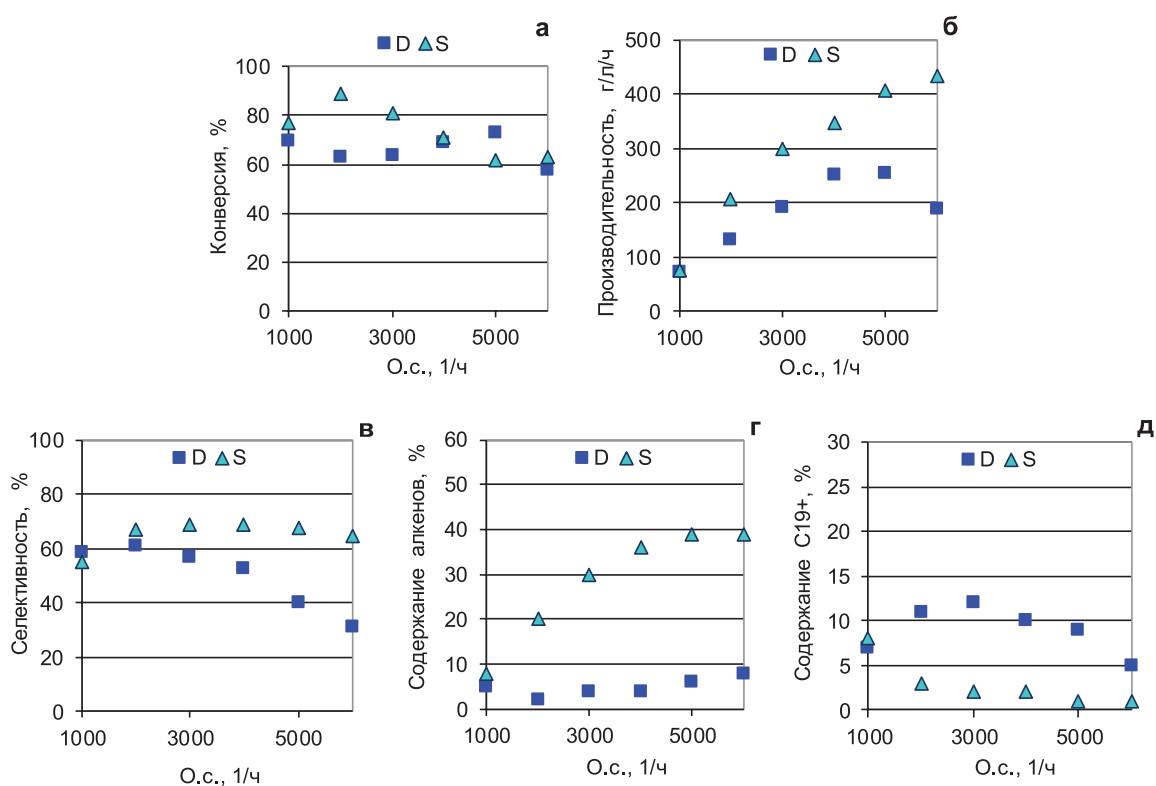 а
D S
Конверсия, %
100
80
60
40
20
0
1000 3000 5000
О.с., 1/ч
б
D S
Производительность, г/л/ч
500
400
300
200
100
0
1000 3000 5000
О.с., 1/ч
в
D S
Селективность, %
100
80
60
40
20
0
1000 3000 5000
О.с., 1/ч
г
D S
Содержание алкенов, %
60
50
40
30
20
10
0
1000 3000 5000
О.с., 1/ч
д
D S
Содержание С19+, %
30
25
20
15
10
5
0
1000 3000 5000
О.с., 1/ч